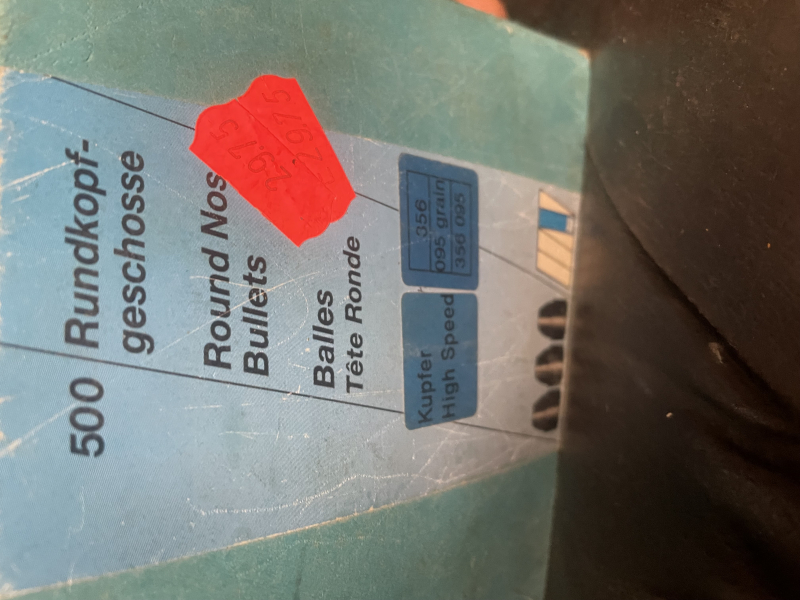 500 Rundkopf-
geschosse
Round Nos
Bullets
Balles
Tête Ronde
Kupfer
High Speed
356
095 grain
356 095